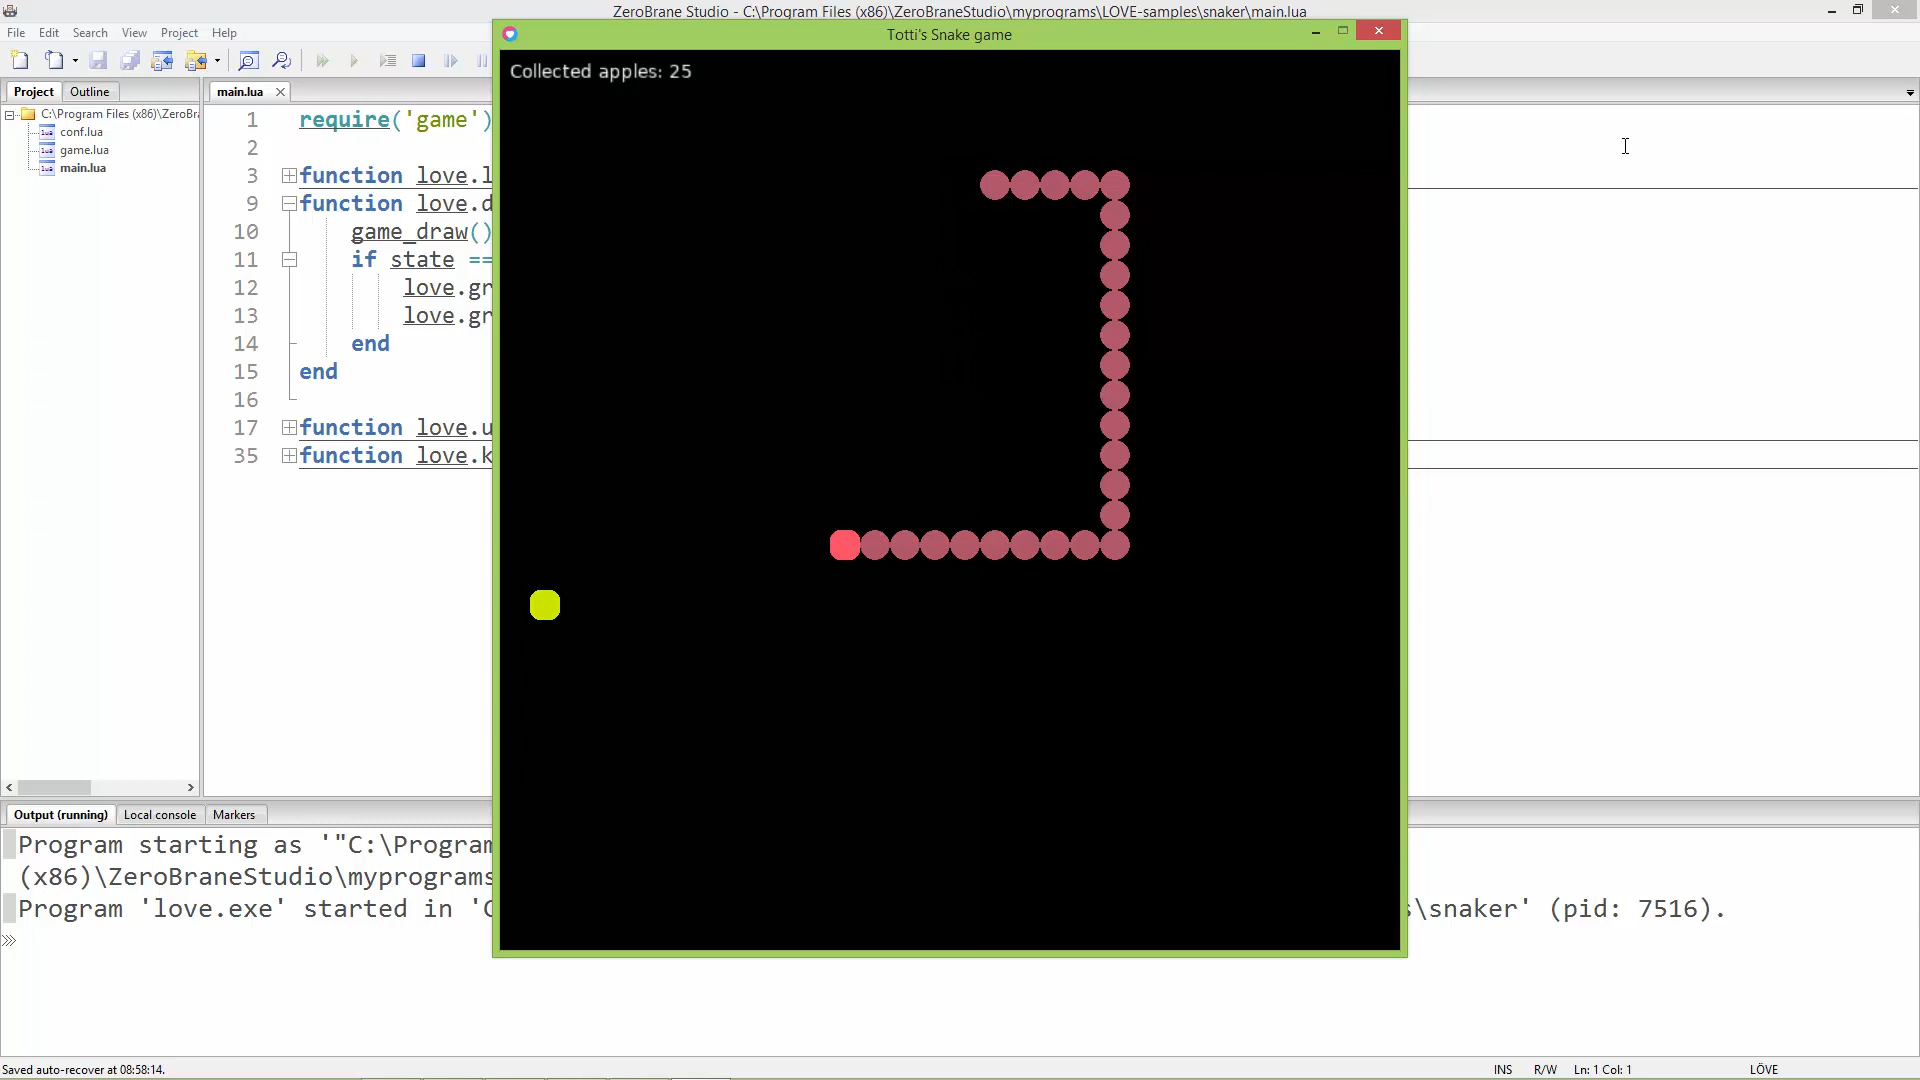 ZeroBrane Studio - C:\Program Files (x86)\ZeroBraneStudio\myprograms\LOVE-samples\snaker\main.lua
File Edit Search View Project Help
Totti's Snake game
Collected apples: 25
Project Outline
C:\Program Files (x86)\ZeroBra
conf.lua
game.lua
main.lua
main.lua
1 require('game')
2
3 function love.l
9 function love.d
10 game_draw()
11 if state ==
12 love.gr
13 love.gr
14 end
15 end
16
17 function love.u
35 function love.k
Output (running) Local console Markers
Program starting as '"C:\Program
(x86)\ZeroBraneStudio\myprograms
Program 'love.exe' started in 'C s\snaker' (pid: 7516).
Saved auto-recover at 08:58:14.
INS R/W Ln: 1 Col: 1 LÖVE